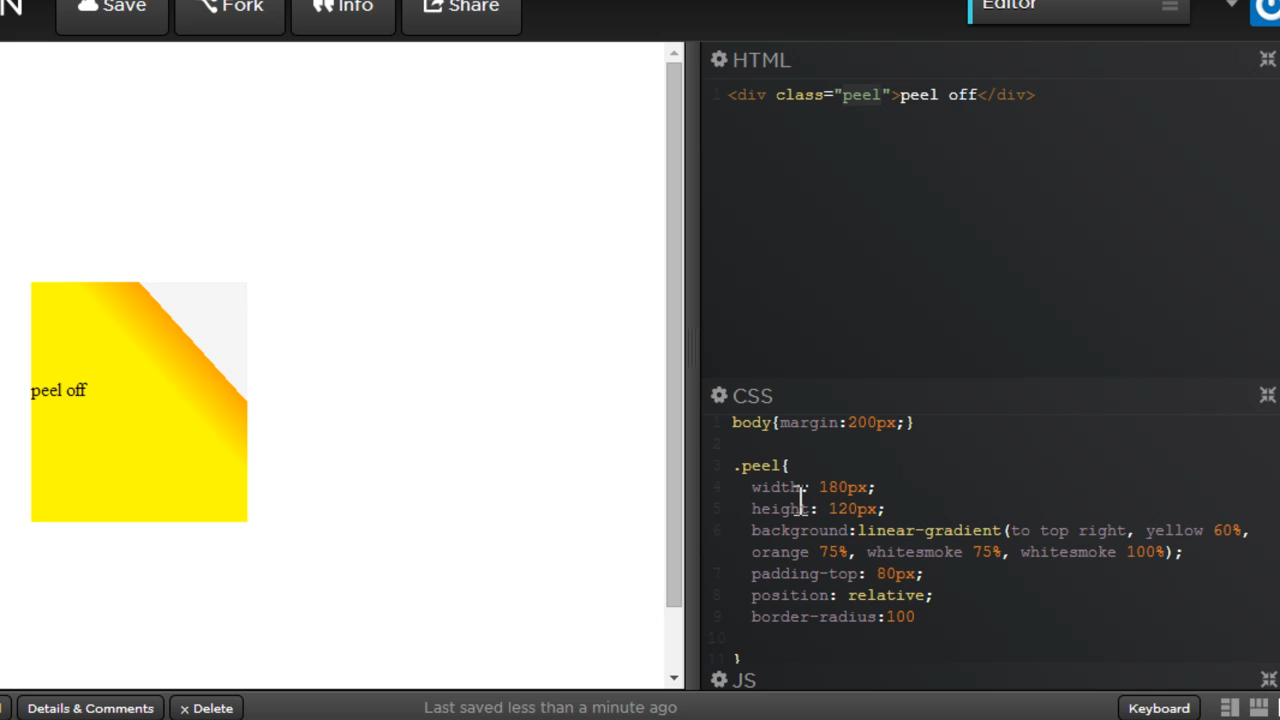 N Save Fork Info Share Editor
HTML
1 <div class="peel">peel off</div>
peel off
CSS
1 body{margin:200px;}
2
3 .peel{
4 width: 180px;
5 height: 120px;
6 background:linear-gradient(to top right, yellow 60%,
orange 75%, whitesmoke 75%, whitesmoke 100%);
7 padding-top: 80px;
8 position: relative;
9 border-radius:100
10
11 }
JS
Details & Comments x Delete Last saved less than a minute ago Keyboard